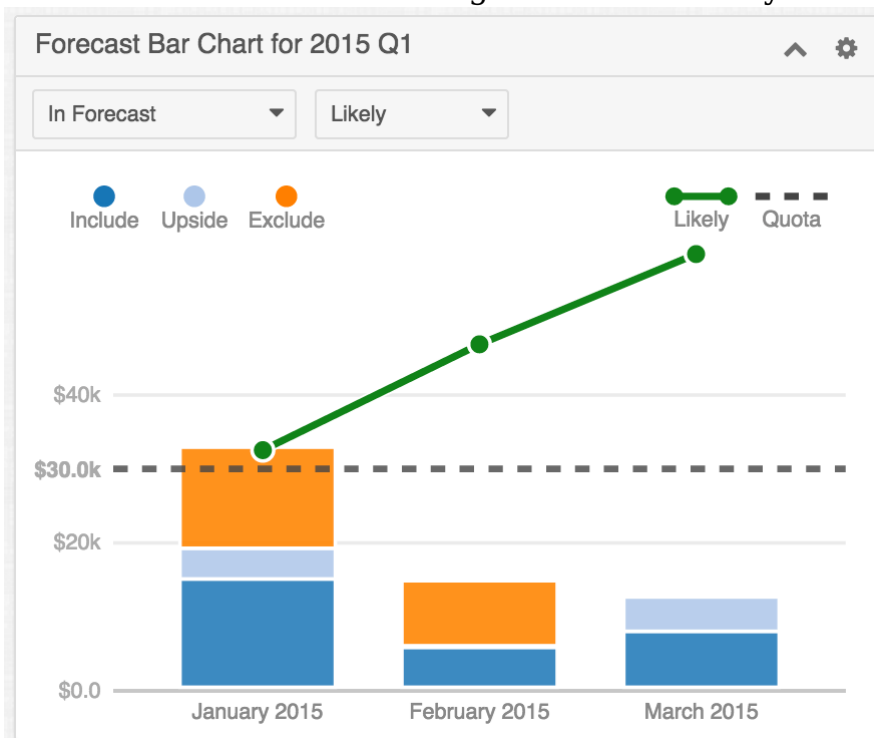 Forecast Bar Chart for 2015 Q1
In Forecast Likely
Include Upside Exclude Likely Quota
$40k
$30.0k
$20k
$0.0
January 2015 February 2015 March 2015